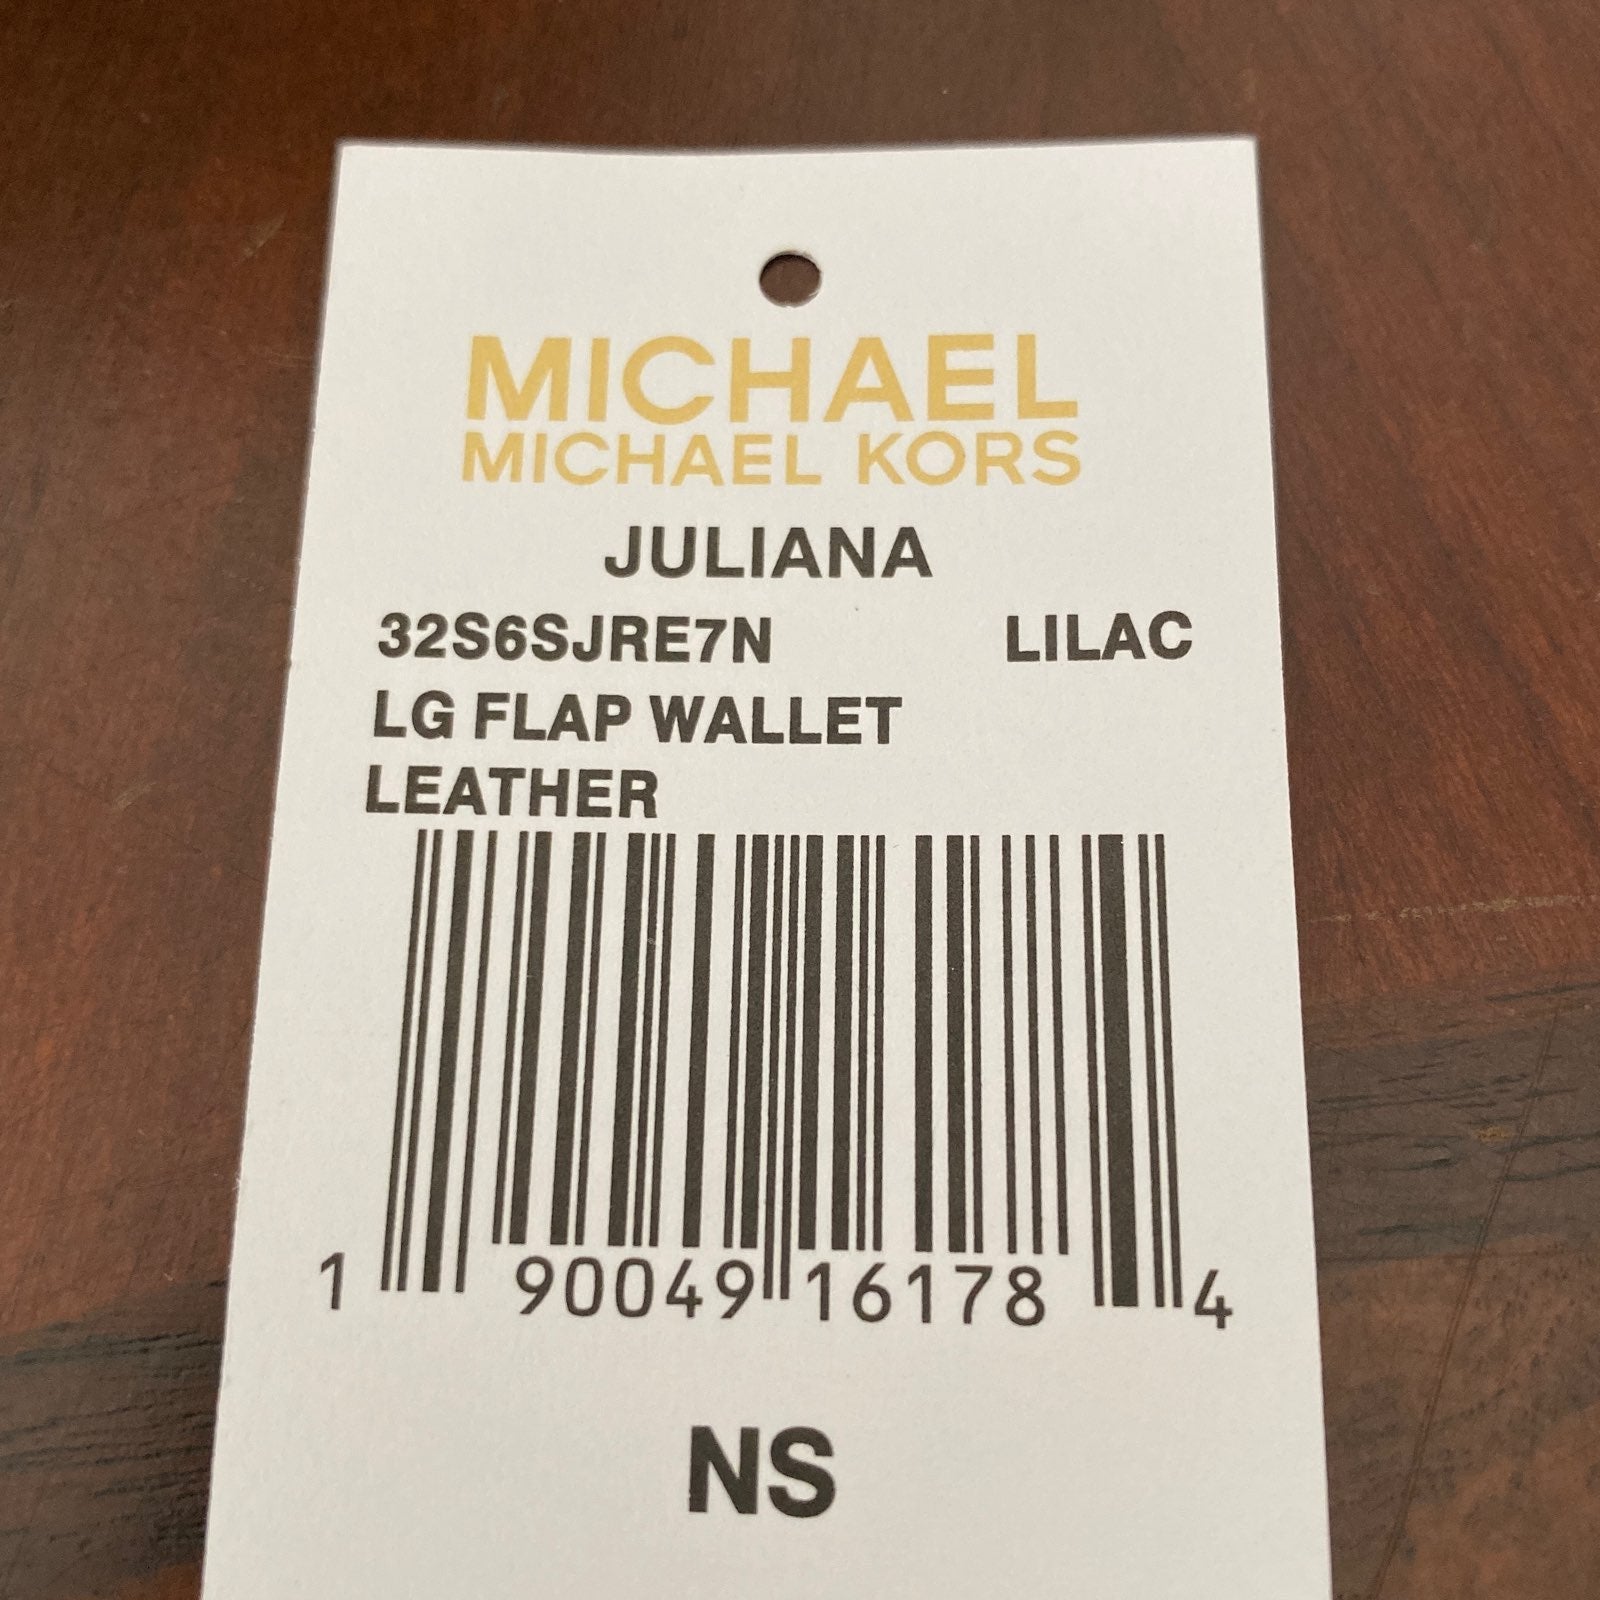 MICHAEL
MICHAEL KORS
JULIANA
32S6SJRE7N LILAC
LG FLAP WALLET
LEATHER
1 90049 16178 4
NS